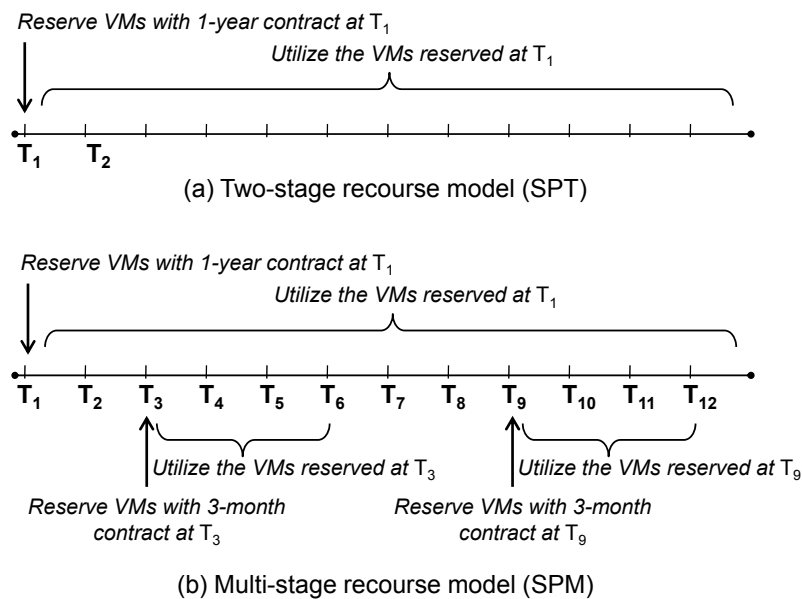 Reserve VMs with 1-year contract at T₁
Utilize the VMs reserved at T₁
T₁ T₂
(a) Two-stage recourse model (SPT)
Reserve VMs with 1-year contract at T₁
Utilize the VMs reserved at T₁
T₁ T₂ T₃ T₄ T₅ T₆ T₇ T₈ T₉ T₁₀ T₁₁ T₁₂
Utilize the VMs reserved at T₃
Utilize the VMs reserved at T₉
Reserve VMs with 3-month
contract at T₃
Reserve VMs with 3-month
contract at T₉
(b) Multi-stage recourse model (SPM)